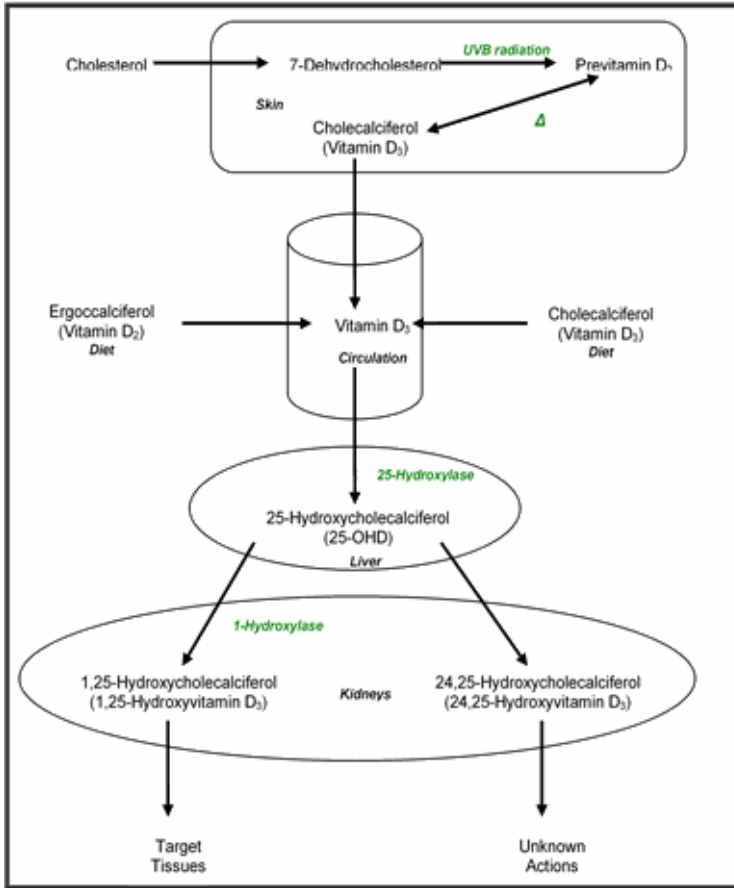 UVB radiation
Cholesterol 7-Dehydrocholesterol Previtamin D3
Skin
Cholecalciferol
(Vitamin D3)
Δ
Ergoccalciferol
(Vitamin D2)
Diet
Vitamin D3
Circulation
Cholecalciferol
(Vitamin D3)
Diet
25-Hydroxylase
25-Hydroxycholecalciferol
(25-OHD)
Liver
1-Hydroxylase
1,25-Hydroxycholecalciferol
(1,25-Hydroxyvitamin D3)
Kidneys
24,25-Hydroxycholecalciferol
(24,25-Hydroxyvitamin D3)
Target
Tissues
Unknown
Actions